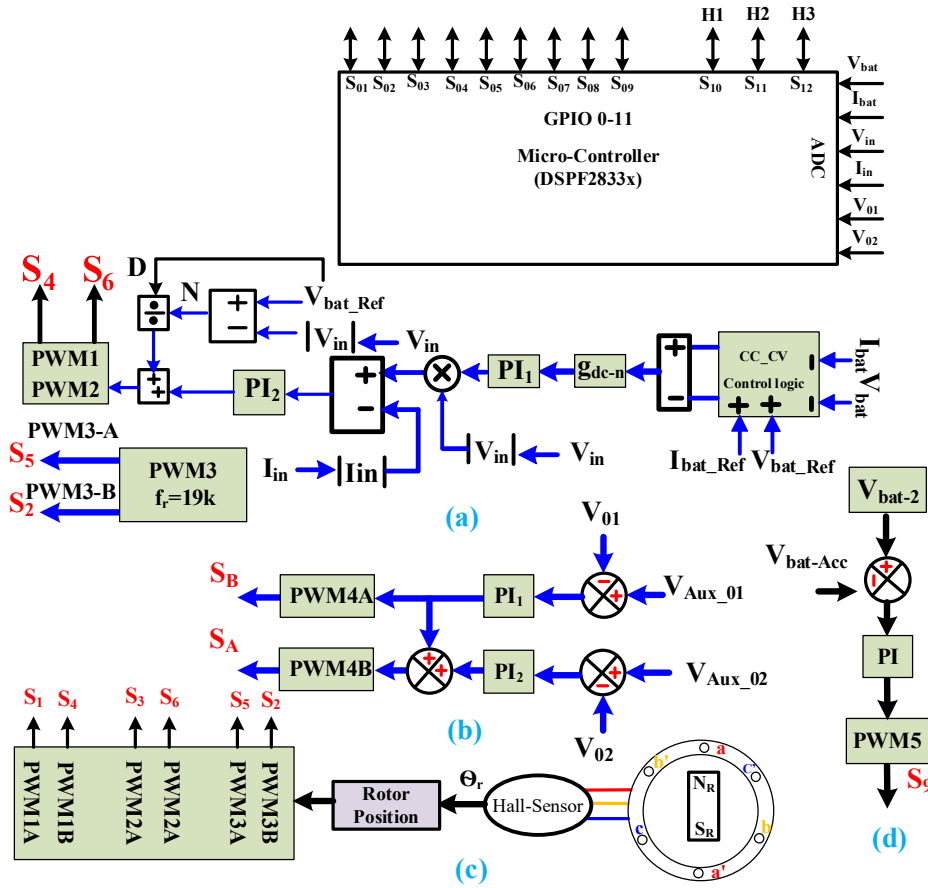 H1 H2 H3
S01 S02 S03 S04 S05 S06 S07 S08 S09 S10 S11 S12
GPIO 0-11
Micro-Controller
(DSPF2833x)
ADC
Vbat
Ibat
Vin
Iin
V01
V02
S4 S6
D
N
÷
+
−
Vbat_Ref
|Vin|
Vin
PWM1
PWM2
+
+
PI2
+
−
×
PI1
gdc-n
+
−
CC_CV
Control logic
−
−
+ +
Ibat
Vbat
Ibat_Ref
Vbat_Ref
Iin
|Iin|
|Vin|
Vin
PWM3-A
S5
PWM3-B
S2
PWM3
fr=19k
(a)
V01
SB
PWM4A
PI1
−
+
VAux_01
SA
PWM4B
+
+
PI2
+
−
VAux_02
V02
(b)
S1 S4 S3 S6 S5 S2
PWM1A
PWM1B
PWM2A
PWM2A
PWM3A
PWM3B
Rotor
Position
Θr
Hall-Sensor
a
b'
c'
NR
SR
c
b
a'
(c)
Vbat-2
Vbat-Acc
+
−
PI
PWM5
S9
(d)